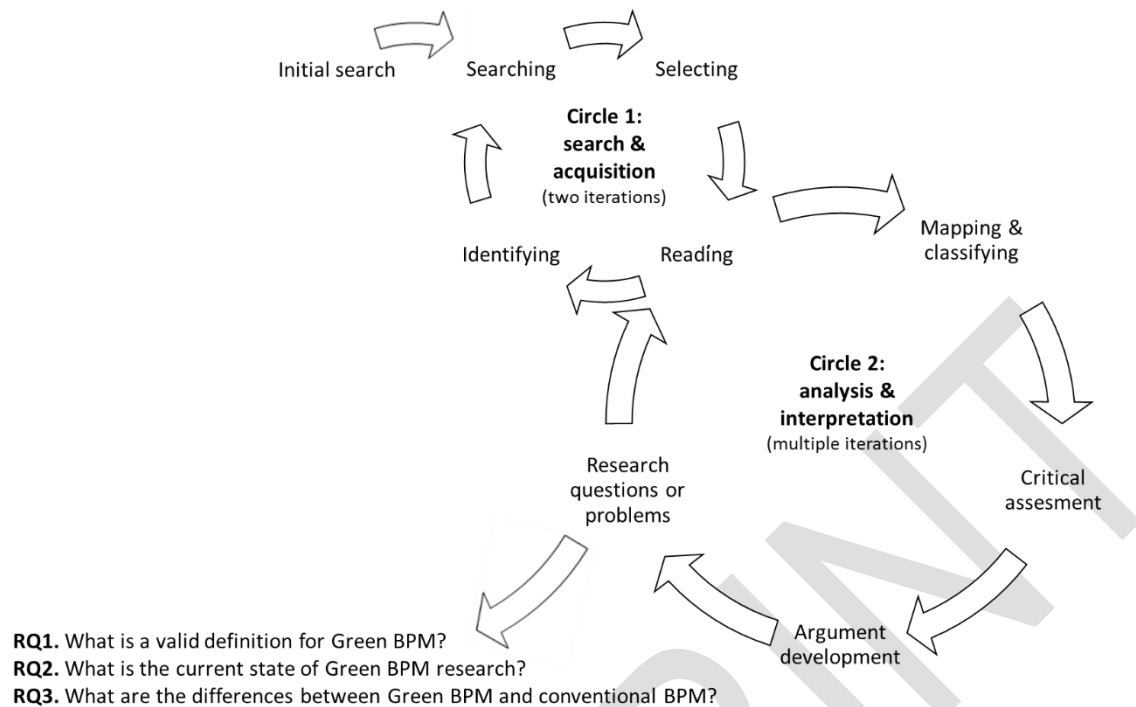 Initial search
Searching
Selecting
Circle 1:
search &
acquisition
(two iterations)
Identifying
Readíng
Mapping &
classifying
Circle 2:
analysis &
interpretation
(multiple iterations)
Research
questions or
problems
Critical
assesment
Argument
development
RQ1. What is a valid definition for Green BPM?
RQ2. What is the current state of Green BPM research?
RQ3. What are the differences between Green BPM and conventional BPM?